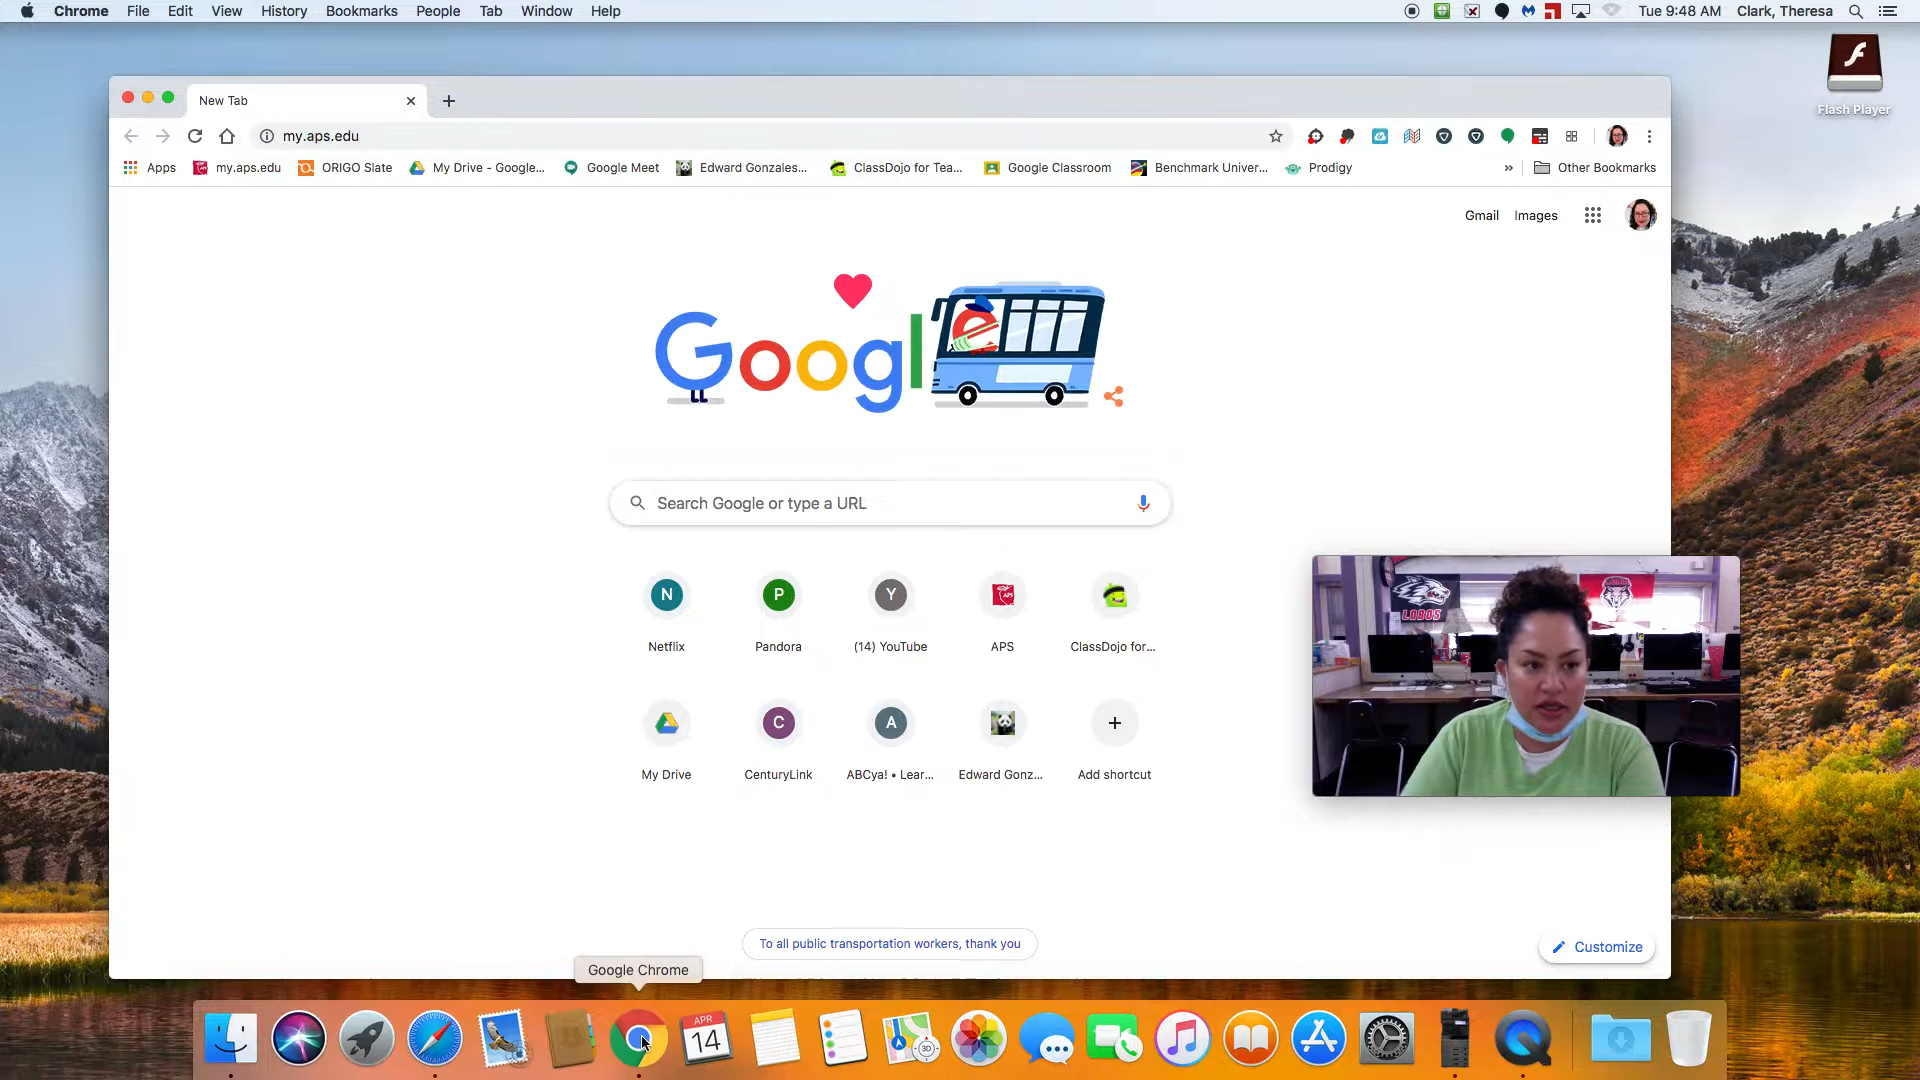 Chrome File Edit View History Bookmarks People Tab Window Help
Tue 9:48 AM Clark, Theresa
Flash Player
New Tab
my.aps.edu
Apps my.aps.edu ORIGO Slate My Drive - Google... Google Meet Edward Gonzales... ClassDojo for Tea... Google Classroom Benchmark Univer... Prodigy » Other Bookmarks
Gmail Images
Google
Search Google or type a URL
N P Y APS
Netflix Pandora (14) YouTube APS ClassDojo for...
C A
My Drive CenturyLink ABCya! • Lear... Edward Gonz... Add shortcut
LOBOS
To all public transportation workers, thank you
Customize
Google Chrome
APR
14
3D